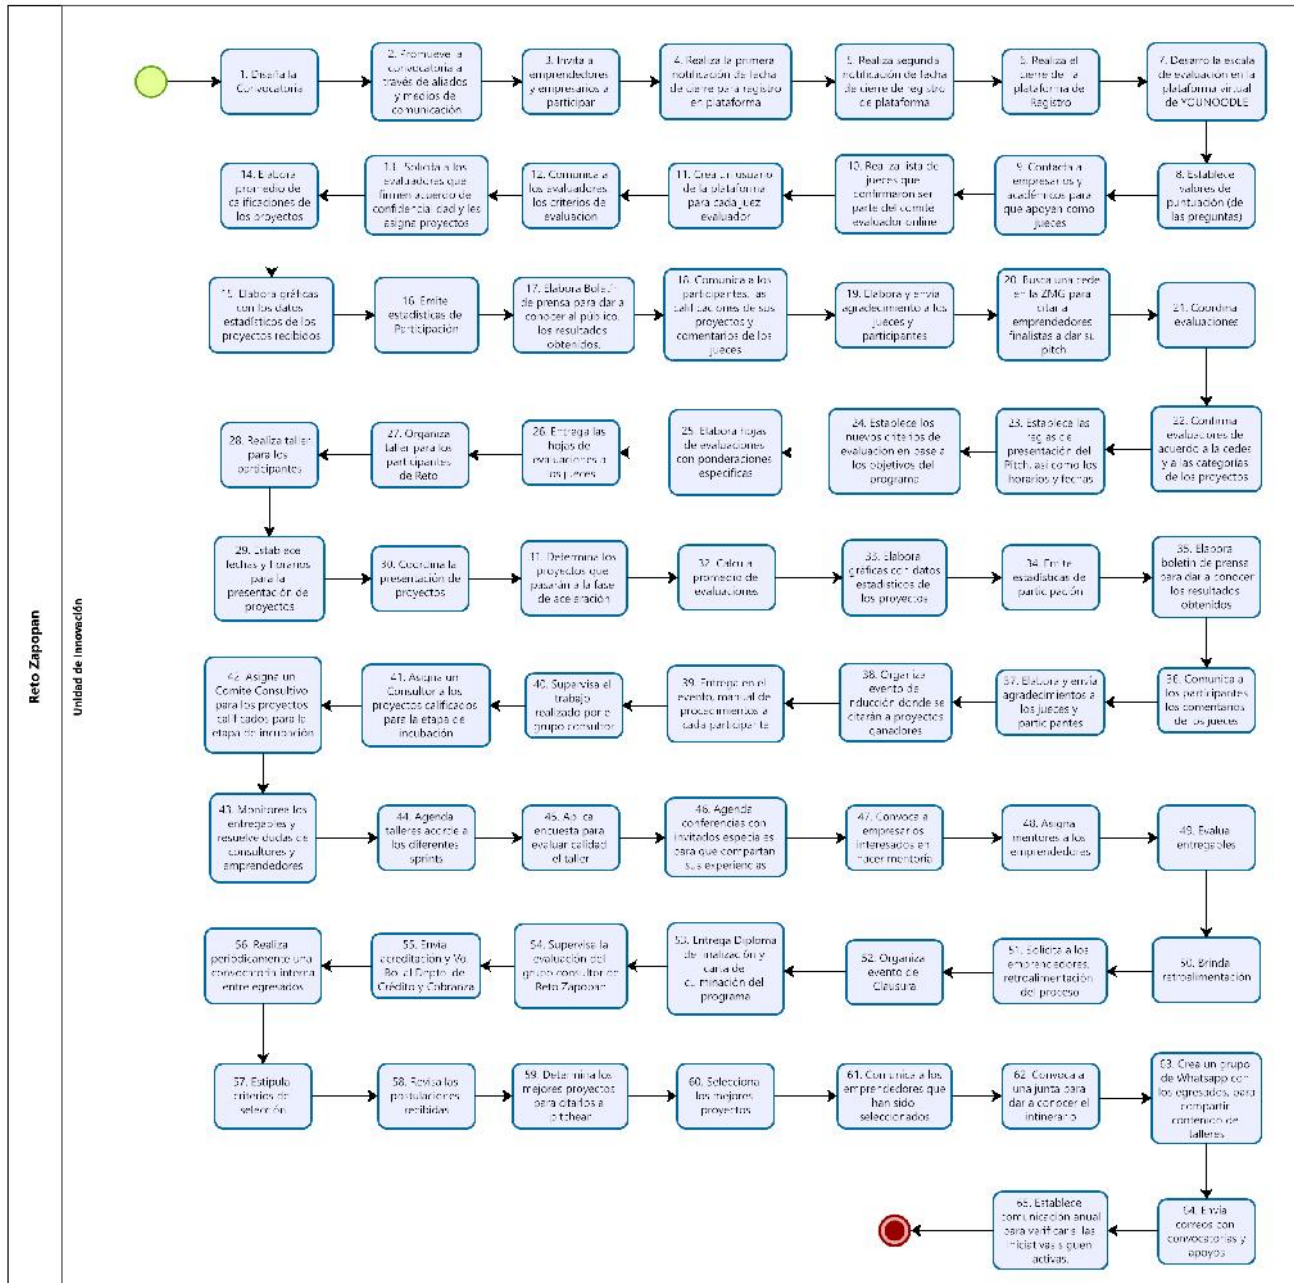 Reto Zapopan
Unidad de Innovación
1. Diseña la
Convocatoria
2. Promueve la
convocatoria a
través de aliados
y medios de
comunicación
3. Invita a
emprendedores
y empresarios a
participar
4. Realiza la primera
notificación de fecha
de cierre para registro
en plataforma
5. Realiza segunda
notificación de fecha
de cierre de registro
de plataforma
6. Realiza el
cierre de la
plataforma de
Registro
7. Desarrolla escala
de evaluación en la
plataforma virtual
de YOUNOODLE
8. Establece
valores de
puntuación (de
las preguntas)
9. Contacta a
empresarios y
académicos para
que apoyen como
jueces
10. Realiza lista de
jueces que
confirmaron ser
parte del comité
evaluador online
11. Crea un usuario
de la plataforma
para cada juez
evaluador
12. Comunica a
los evaluadores
los criterios de
evaluación
13. Solicita a los
evaluadores que
firmen acuerdo de
confidencialidad y les
asigna proyectos
14. Elabora
promedio de
calificaciones de
los proyectos
15. Elabora gráficas
con los datos
estadísticos de los
proyectos recibidos
16. Emite
estadísticas de
Participación
17. Elabora Boletín
de prensa para dar a
conocer al público,
los resultados
obtenidos.
18. Comunica a los
participantes, las
calificaciones de sus
proyectos y
comentarios de los
jueces
19. Elabora y envía
agradecimiento a
los jueces y
participantes
20. Busca una sede
en la ZMG para
citar a
emprendedores
finalistas a dar su
pitch
21. Coordina
evaluaciones
22. Confirma
evaluaciones de
acuerdo a la cedes
y a las categorías
de los proyectos
23. Establece las
reglas de
presentación del
Pitch, así como los
horarios y fechas
24. Establece los
nuevos criterios de
evaluación en base
a los objetivos del
programa
25. Elabora hojas
de evaluaciones
con ponderaciones
específicas
26. Entrega las
hojas de
evaluaciones a
los jueces
27. Organiza
taller para los
participantes
de Reto
28. Realiza taller
para los
participantes
29. Establece
fechas y Horarios
para la
presentación de
proyectos
30. Coordina la
presentación de
proyectos
31. Determina los
proyectos que
pasarán a la fase
de aceleración
32. Calcula
promedio de
evaluaciones
33. Elabora
gráficas con datos
estadísticos de los
proyectos
34. Emite
estadísticas de
participación
35. Elabora
boletín de prensa
para dar a conocer
los resultados
obtenidos
36. Comunica a
los participantes
los comentarios
de los jueces
37. Elabora y envía
agradecimientos a
los jueces y
participantes
38. Organiza
evento de
inducción donde se
citarán a proyectos
ganadores
39. Entrega en el
evento, manual de
procedimientos a
cada participante
40. Supervisa el
trabajo
realizado por el
grupo consultor
41. Asigna un
Consultor a los
proyectos calificados
para la etapa de
incubación
42. Asigna un
Comité Consultivo
para los proyectos
calificados para la
etapa de incubación
43. Monitorea los
entregables y
resuelve dudas de
consultores y
emprendedores
44. Agenda
talleres acorde a
los diferentes
sprints
45. Aplica
encuesta para
evaluar calidad
el taller
46. Agenda
conferencias con
invitados especiales
para que compartan
sus experiencias
47. Convoca a
empresarios
interesados en
hacer mentoría
48. Asigna
mentores a los
emprendedores
49. Evalua
entregables
50. Brinda
retroalimentación
51. Solicita a los
emprendedores,
retroalimentación
del proceso
52. Organiza
evento de
Clausura
53. Entrega Diploma
de finalización y
carta de
culminación del
programa
54. Supervisa la
evaluación del
grupo consultor de
Reto Zapopan
55. Envía
acreditation y Vo.
Bo. al Depto. de
Crédito y Cobranza
56. Realiza
periódicamente una
convocatoria interna
entre egresados
57. Estipula
criterios de
selección
58. Revisa las
postulaciones
recibidas
59. Determina los
mejores proyectos
para citarlos a
pitchear
60. Selecciona
los mejores
proyectos
61. Comunica a los
emprendedores que
han sido
seleccionados
62. Convoca a
una junta para
dar a conocer el
intinerario
63. Crea un grupo
de Whatsapp con
los egresados, para
compartir
contenido de
talleres
64. Envía
correos con
convocatorias y
apoyos
65. Establece
comunicación anual
para verificar si las
iniciativas siguen
activas.